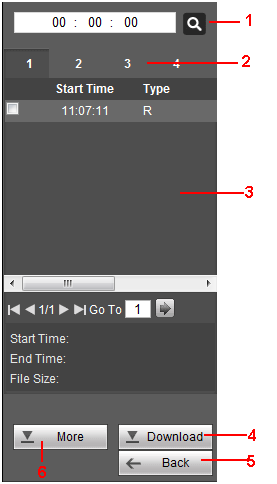 00 : 00 : 00
1
1 2 3 4
2
Start Time Type
11:07:11 R
3
1/1 Go To 1
Start Time:
End Time:
File Size:
More Download
4
Back
5
6